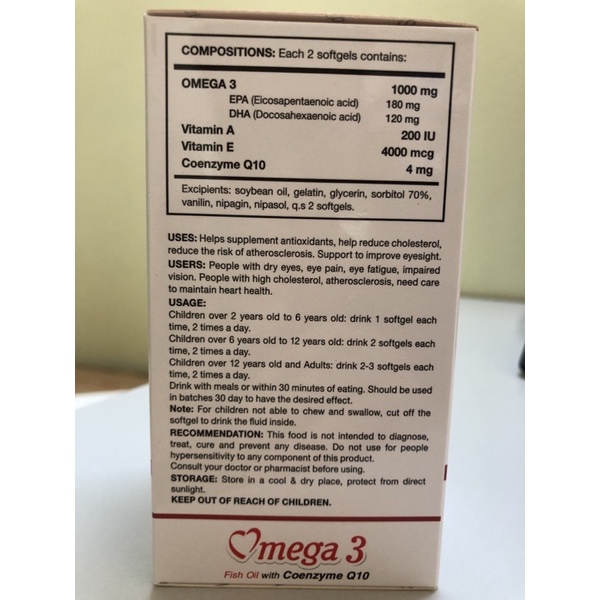 COMPOSITIONS: Each 2 softgels contains:
OMEGA 3 1000 mg
EPA (Eicosapentaenoic acid) 180 mg
DHA (Docosahexaenoic acid) 120 mg
Vitamin A 200 IU
Vitamin E 4000 mcg
Coenzyme Q10 4 mg
Excipients: soybean oil, gelatin, glycerin, sorbitol 70%,
vanilin, nipagin, nipasol, q.s 2 softgels.
USES: Helps supplement antioxidants, help reduce cholesterol,
reduce the risk of atherosclerosis. Support to improve eyesight.
USERS: People with dry eyes, eye pain, eye fatigue, impaired
vision. People with high cholesterol, atherosclerosis, need care
to maintain heart health.
USAGE:
Children over 2 years old to 6 years old: drink 1 softgel each
time, 2 times a day.
Children over 6 years old to 12 years old: drink 2 softgels each
time, 2 times a day.
Children over 12 years old and Adults: drink 2-3 softgels each
time, 2 times a day.
Drink with meals or within 30 minutes of eating. Should be used
in batches 30 day to have the desired effect.
Note: For children not able to chew and swallow, cut off the
softgel to drink the fluid inside.
RECOMMENDATION: This food is not intended to diagnose,
treat, cure and prevent any disease. Do not use for people
hypersensitivity to any component of this product.
Consult your doctor or pharmacist before using.
STORAGE: Store in a cool & dry place, protect from direct
sunlight.
KEEP OUT OF REACH OF CHILDREN.
Omega 3
Fish Oil with Coenzyme Q10